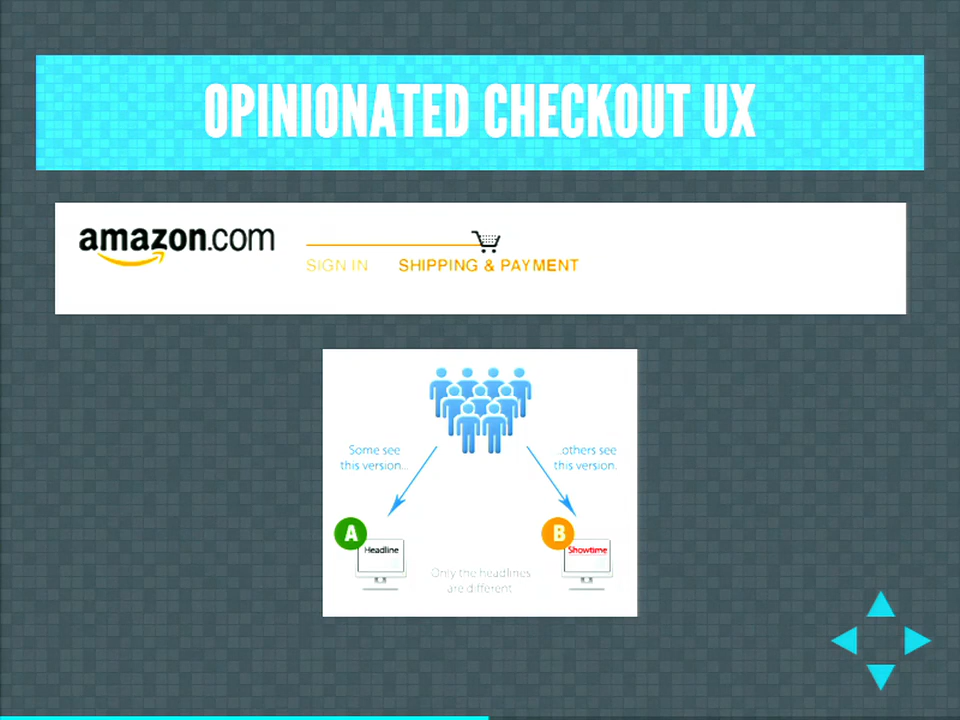 OPINIONATED CHECKOUT UX
amazon.com
SIGN IN SHIPPING & PAYMENT
Some see
this version...
...others see
this version.
A
Headline
B
Showtime
Only the headlines
are different